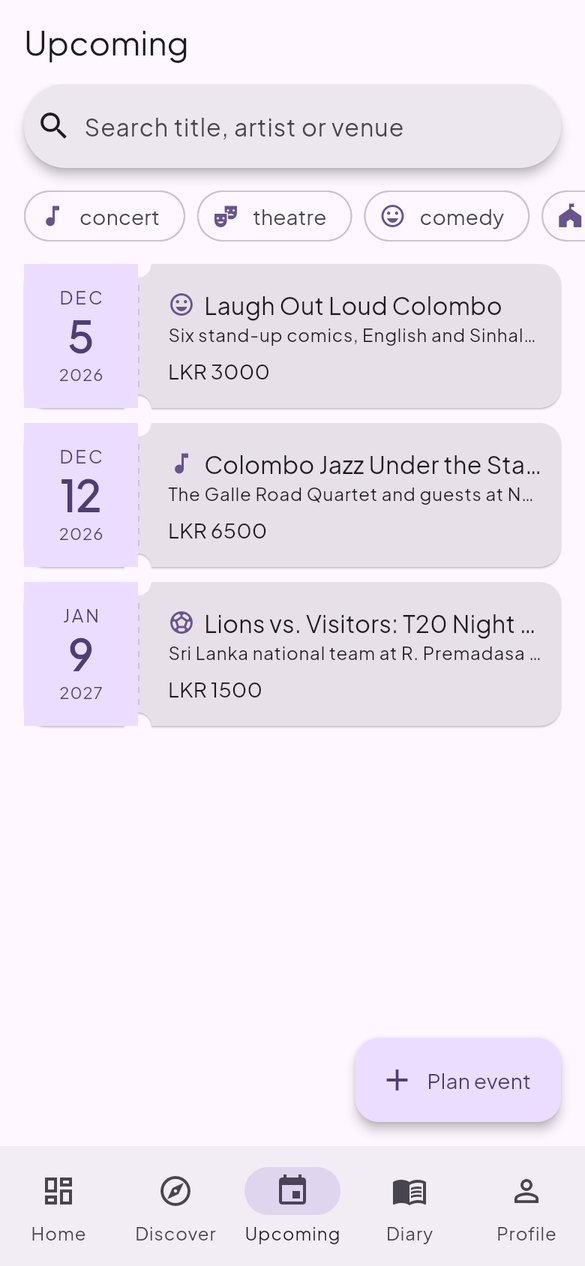 Upcoming
Search title, artist or venue
concert
theatre
comedy
DEC
5
2026
Laugh Out Loud Colombo
Six stand-up comics, English and Sinhal…
LKR 3000
DEC
12
2026
Colombo Jazz Under the Sta…
The Galle Road Quartet and guests at N…
LKR 6500
JAN
9
2027
Lions vs. Visitors: T20 Night …
Sri Lanka national team at R. Premadasa …
LKR 1500
Plan event
Home
Discover
Upcoming
Diary
Profile